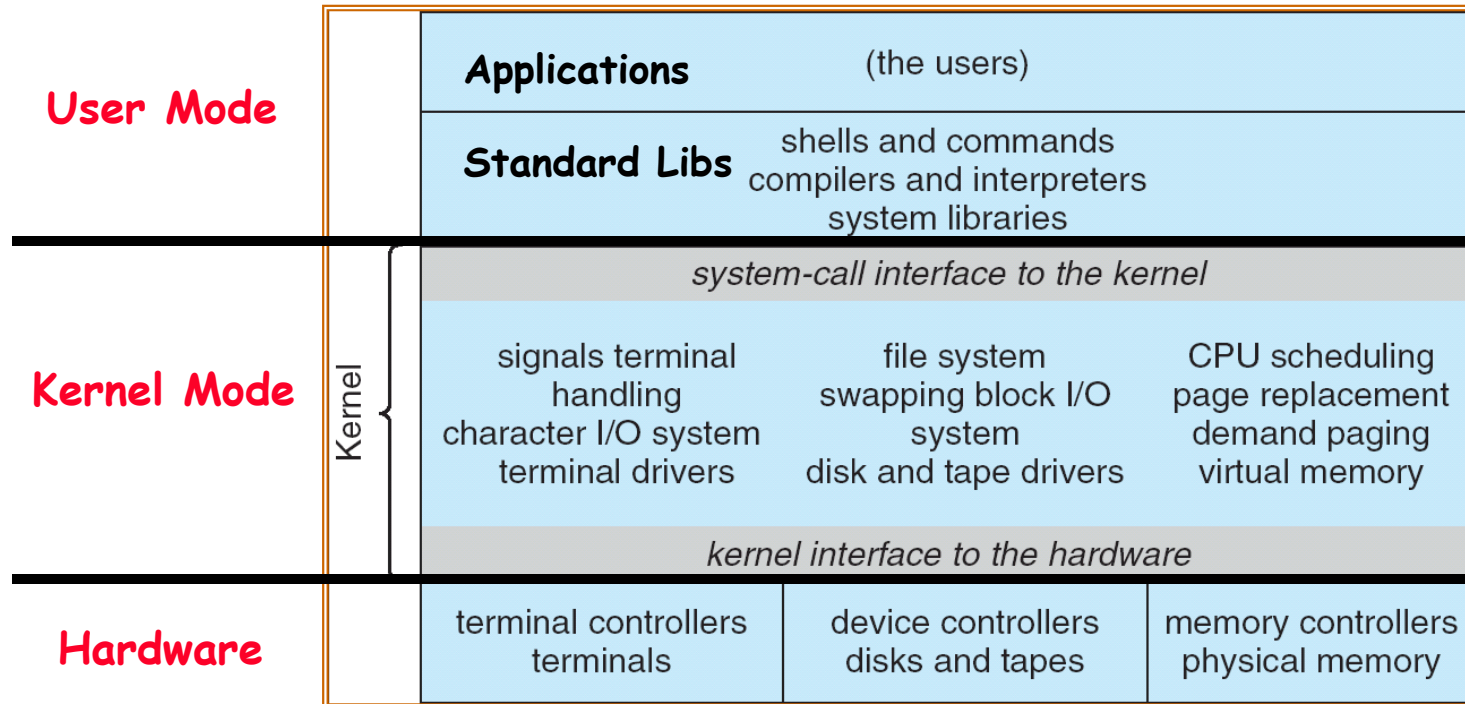 User Mode
Applications
(the users)
Standard Libs
shells and commands
compilers and interpreters
system libraries
Kernel Mode
Kernel
system-call interface to the kernel
signals terminal
handling
character I/O system
terminal drivers
file system
swapping block I/O
system
disk and tape drivers
CPU scheduling
page replacement
demand paging
virtual memory
kernel interface to the hardware
Hardware
terminal controllers
terminals
device controllers
disks and tapes
memory controllers
physical memory